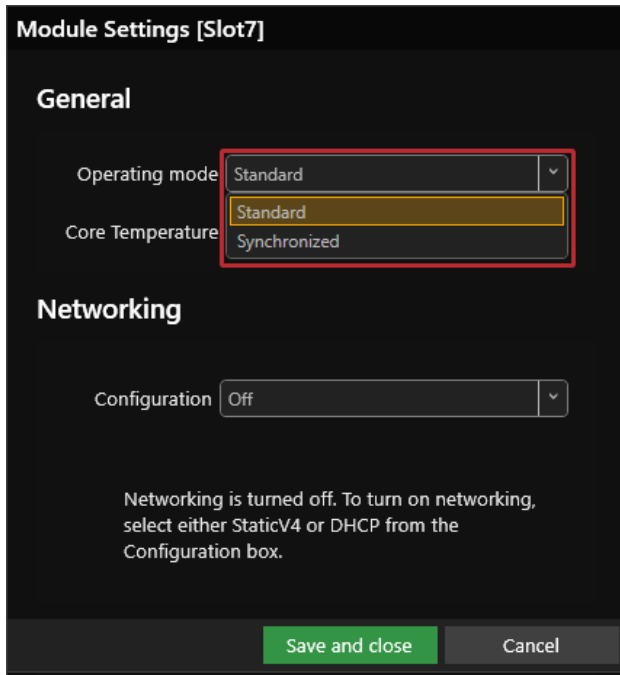 Module Settings [Slot7]
General
Operating mode
Standard
Standard
Synchronized
Core Temperature
Networking
Configuration
Off
Networking is turned off. To turn on networking,
select either StaticV4 or DHCP from the
Configuration box.
Save and close
Cancel